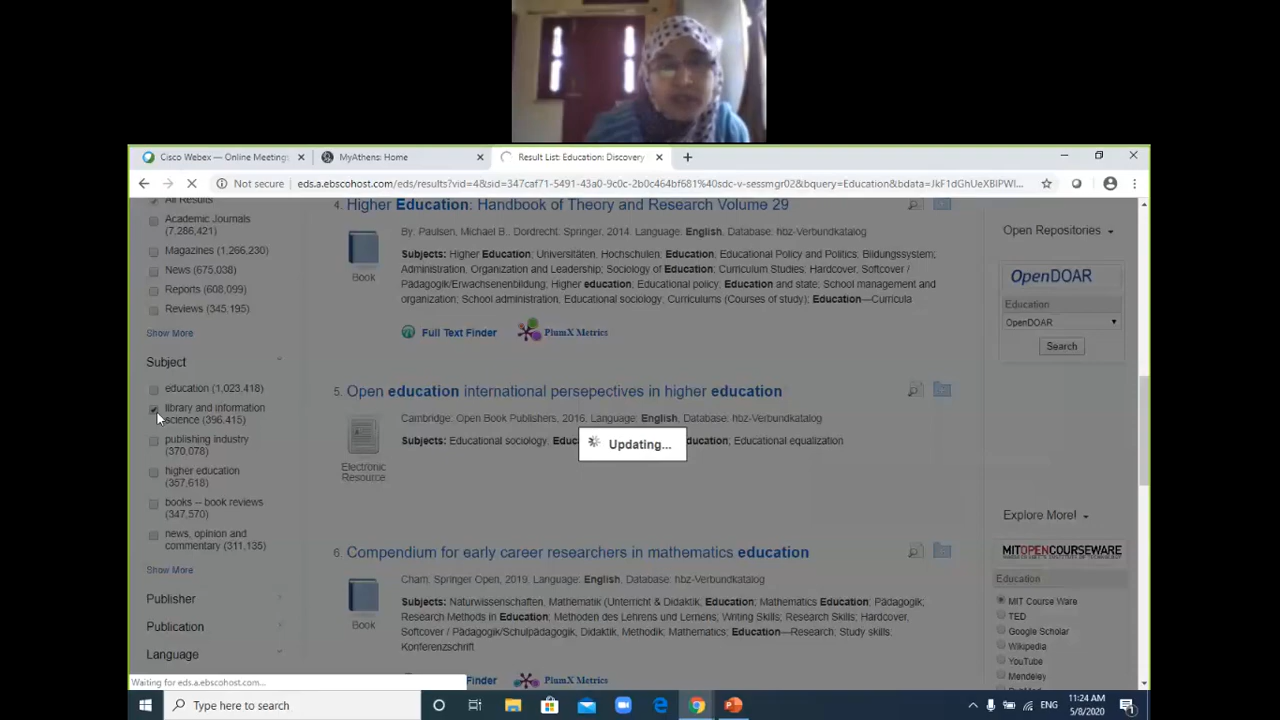 Cisco Webex — Online Meeting
MyAthens| Home
Result List: Education: Discovery
Not secure
eds.a.ebscohost.com/eds/results?vid=4&sid=347caf71-5491-43a0-9c0c-2b0c464bf681%40sdc-v-sessmgr02&bquery=Education&bdata=JkF1dGhUeXBlPWl...
All Results
Academic Journals
(7,286,421)
Magazines (1,266,230)
News (675,038)
Reports (608,099)
Reviews (345,195)
Show More
Subject
education (1,023,418)
library and information
science (396,415)
publishing industry
(370,078)
higher education
(357,618)
books -- book reviews
(347,570)
news, opinion and
commentary (311,135)
Show More
Publisher
Publication
Language
4. Higher Education: Handbook of Theory and Research Volume 29
By: Paulsen, Michael B., Dordrecht: Springer, 2014. Language: English, Database: hbz-Verbundkatalog
Book
Subjects: Higher Education; Universitäten, Hochschulen; Education; Educational Policy and Politics; Bildungssystem;
Administration, Organization and Leadership; Sociology of Education; Curriculum Studies; Hardcover, Softcover /
Pädagogik/Erwachsenenbildung; Higher education; Educational policy; Education and state; School management and
organization; School administration; Educational sociology; Curriculums (Courses of study); Education—Curricula
Full Text Finder
PlumX Metrics
5. Open education international persepectives in higher education
Cambridge: Open Book Publishers, 2016. Language: English, Database: hbz-Verbundkatalog
Electronic
Resource
Subjects: Educational sociology;
Educational equalization
Updating...
6. Compendium for early career researchers in mathematics education
Cham, Springer Open, 2019. Language: English, Database: hbz-Verbundkatalog
Book
Subjects: Naturwissenschaften, Mathematik (Unterricht & Didaktik; Education; Mathematics Education; Pädagogik;
Research Methods in Education; Methoden des Lehrens und Lernens; Writing Skills; Research Skills; Hardcover,
Softcover / Pädagogik/Schulpädagogik, Didaktik, Methodik; Mathematics; Education—Research; Study skills;
Konferenzschrift
Finder
PlumX Metrics
Open Repositories
OpenDOAR
Education
OpenDOAR
Search
Explore More!
MITOPENCOURSEWARE
Education
MIT Course Ware
TED
Google Scholar
Wikipedia
YouTube
Mendeley
Waiting for eds.a.ebscohost.com...
Type here to search
ENG
11:24 AM
5/8/2020